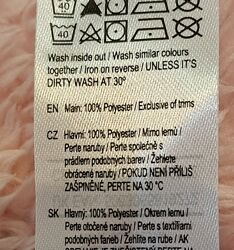 40
40
Wash inside out / Wash similar colours
together / Iron on reverse / UNLESS IT'S
DIRTY WASH AT 30°
EN Main: 100% Polyester / Exclusive of trims
CZ Hlavní: 100% Polyester / Mimo lemů /
Perte naruby / Perte společně s
prádlem podobných barev / Žehlete
obrácené naruby / POKUD NENÍ PŘÍLIŠ
ZAŠPINĚNÉ, PERTE NA 30 °C
SK Hlavný: 100% Polyester / Okrem lemu /
Perte otočené naruby / Perte s textíliami
podobných farieb / Žehlite na rube / AK